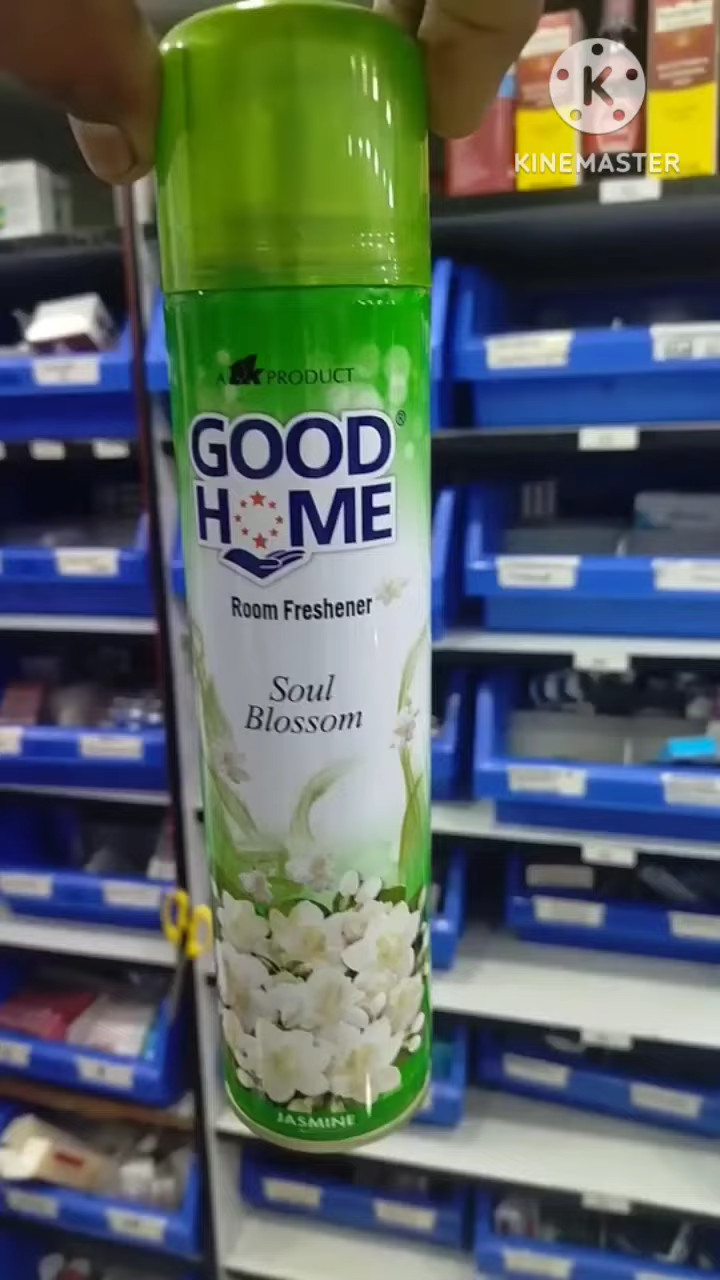 K
KINEMASTER
A K PRODUCT
GOOD
HOME
Room Freshener
Soul
Blossom
JASMINE